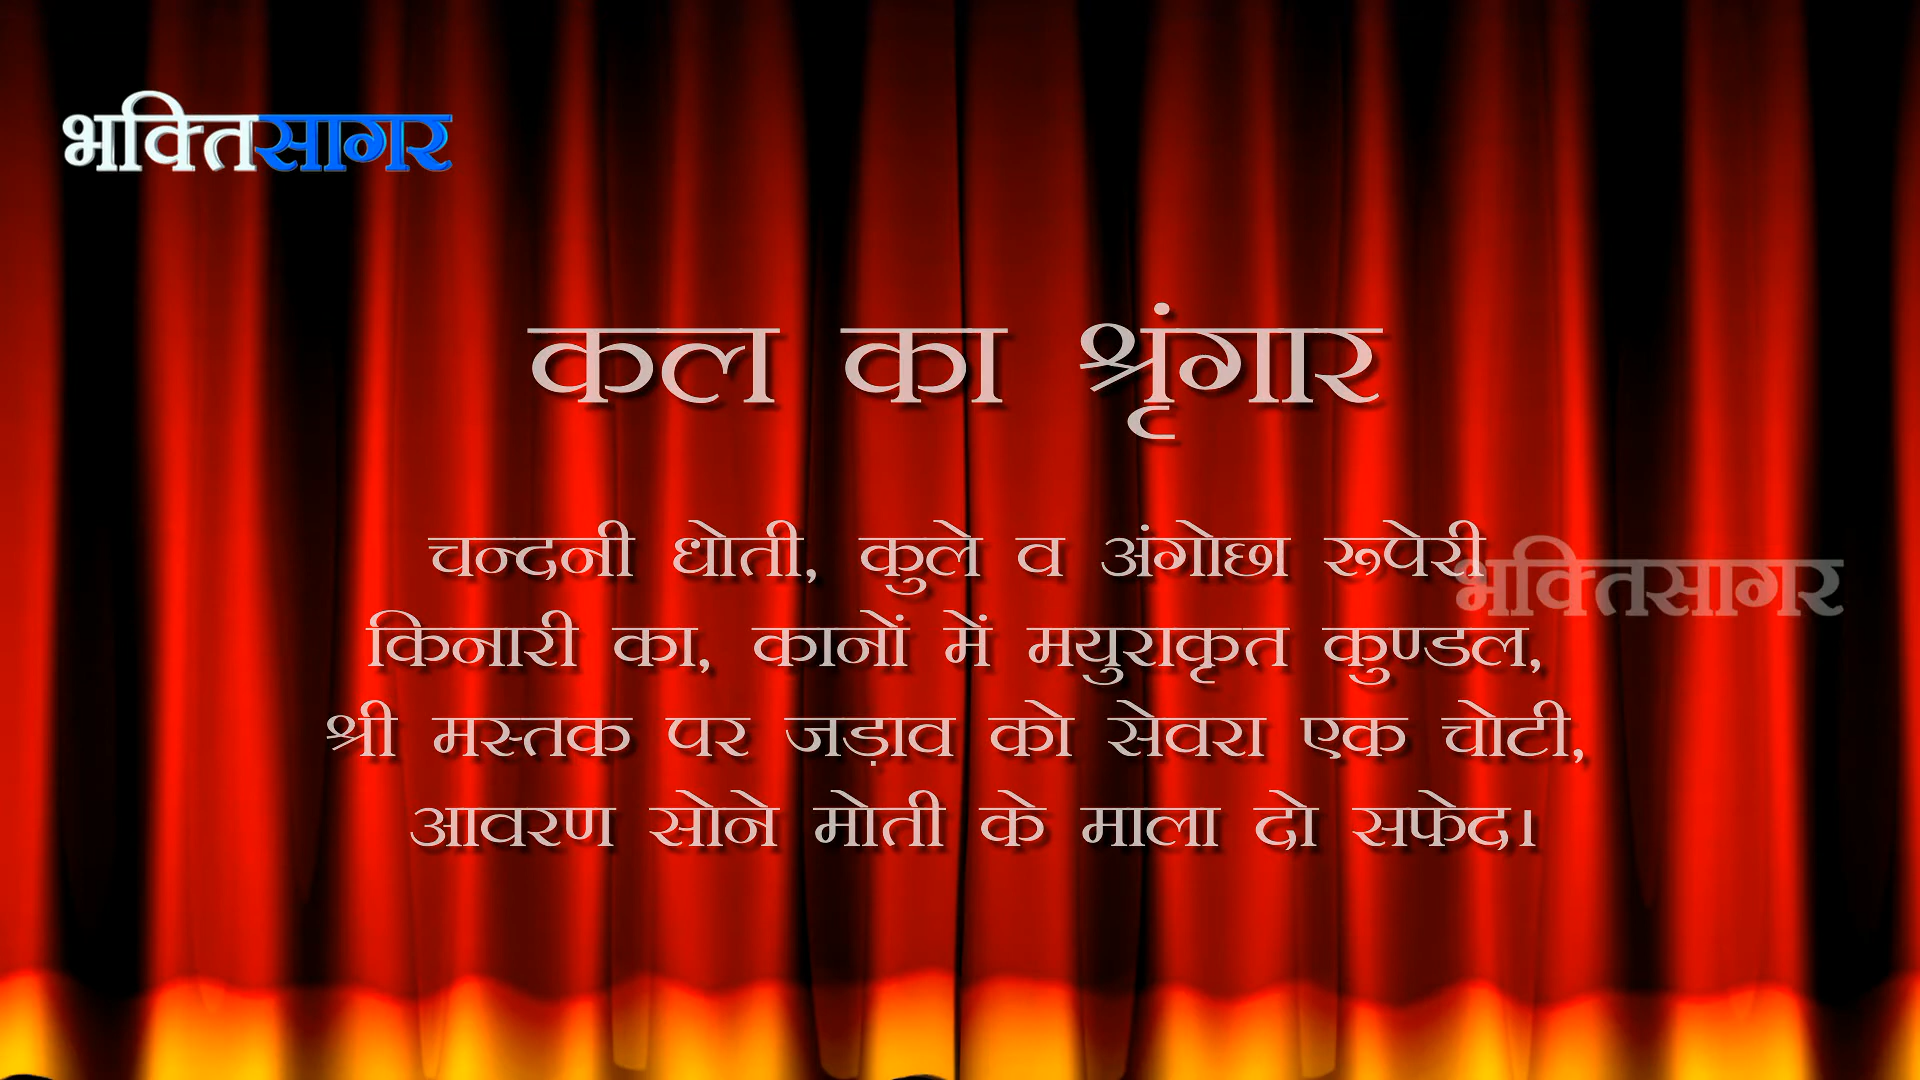 भक्तिसागर
कल का श्रृंगार
चन्दनी धोती, कुले व अंगोछा रूपेरी
भक्तिसागर
किनारी का, कानों में मयुराकृत कुण्डल,
श्री मस्तक पर जड़ाव को सेवरा एक चोटी,
आवरण सोने मोती के माला दो सफेद।